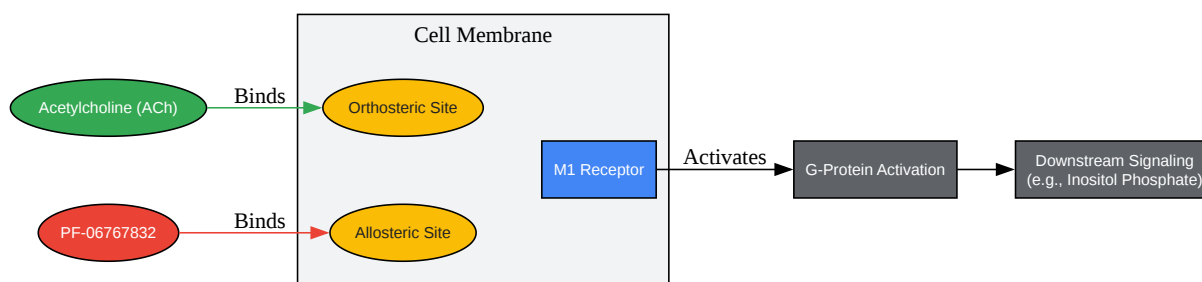 Cell Membrane
Acetylcholine (ACh)
Binds
Orthosteric Site
M1 Receptor
Activates
G-Protein Activation
Downstream Signaling
(e.g., Inositol Phosphate)
PF-06767832
Binds
Allosteric Site